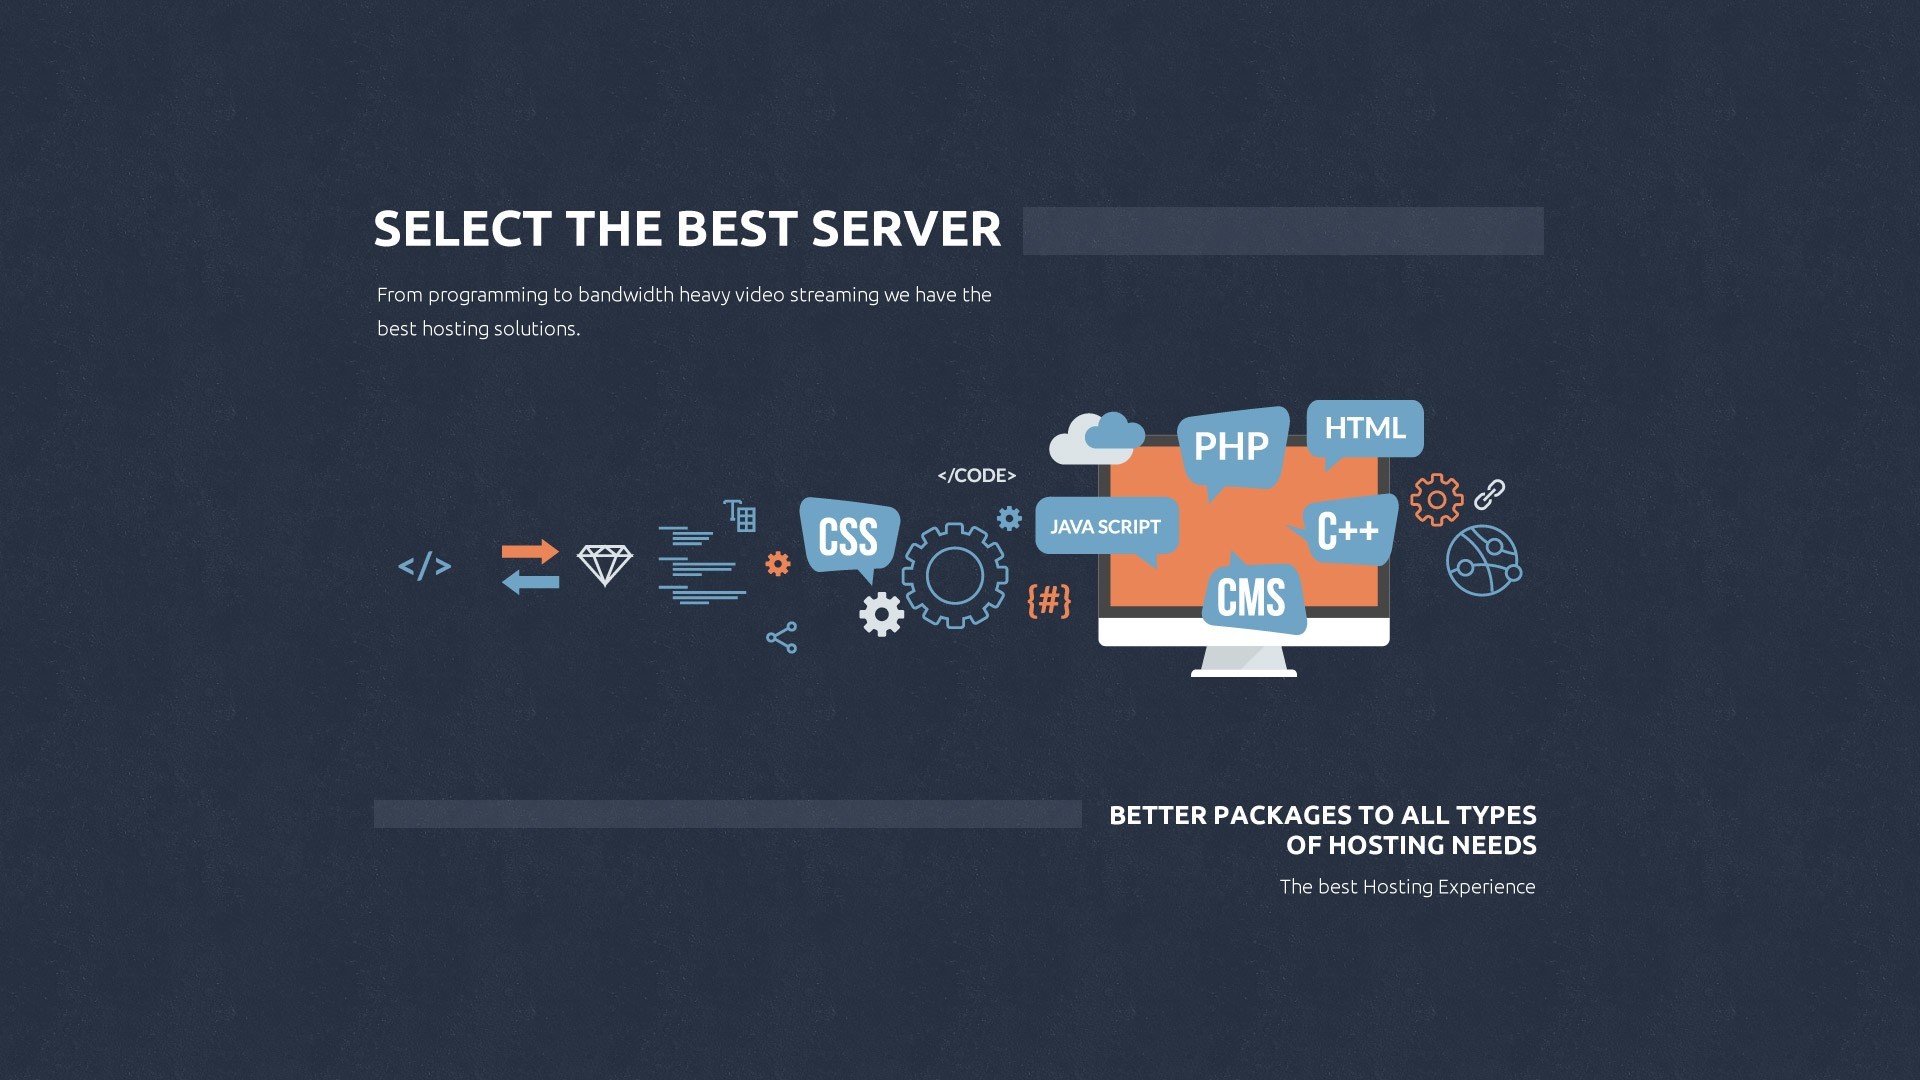 SELECT THE BEST SERVER
From programming to bandwidth heavy video streaming we have the
best hosting solutions.
</>
CSS
</CODE>
{#}
JAVA SCRIPT
PHP
HTML
C++
CMS
BETTER PACKAGES TO ALL TYPES
OF HOSTING NEEDS
The best Hosting Experience